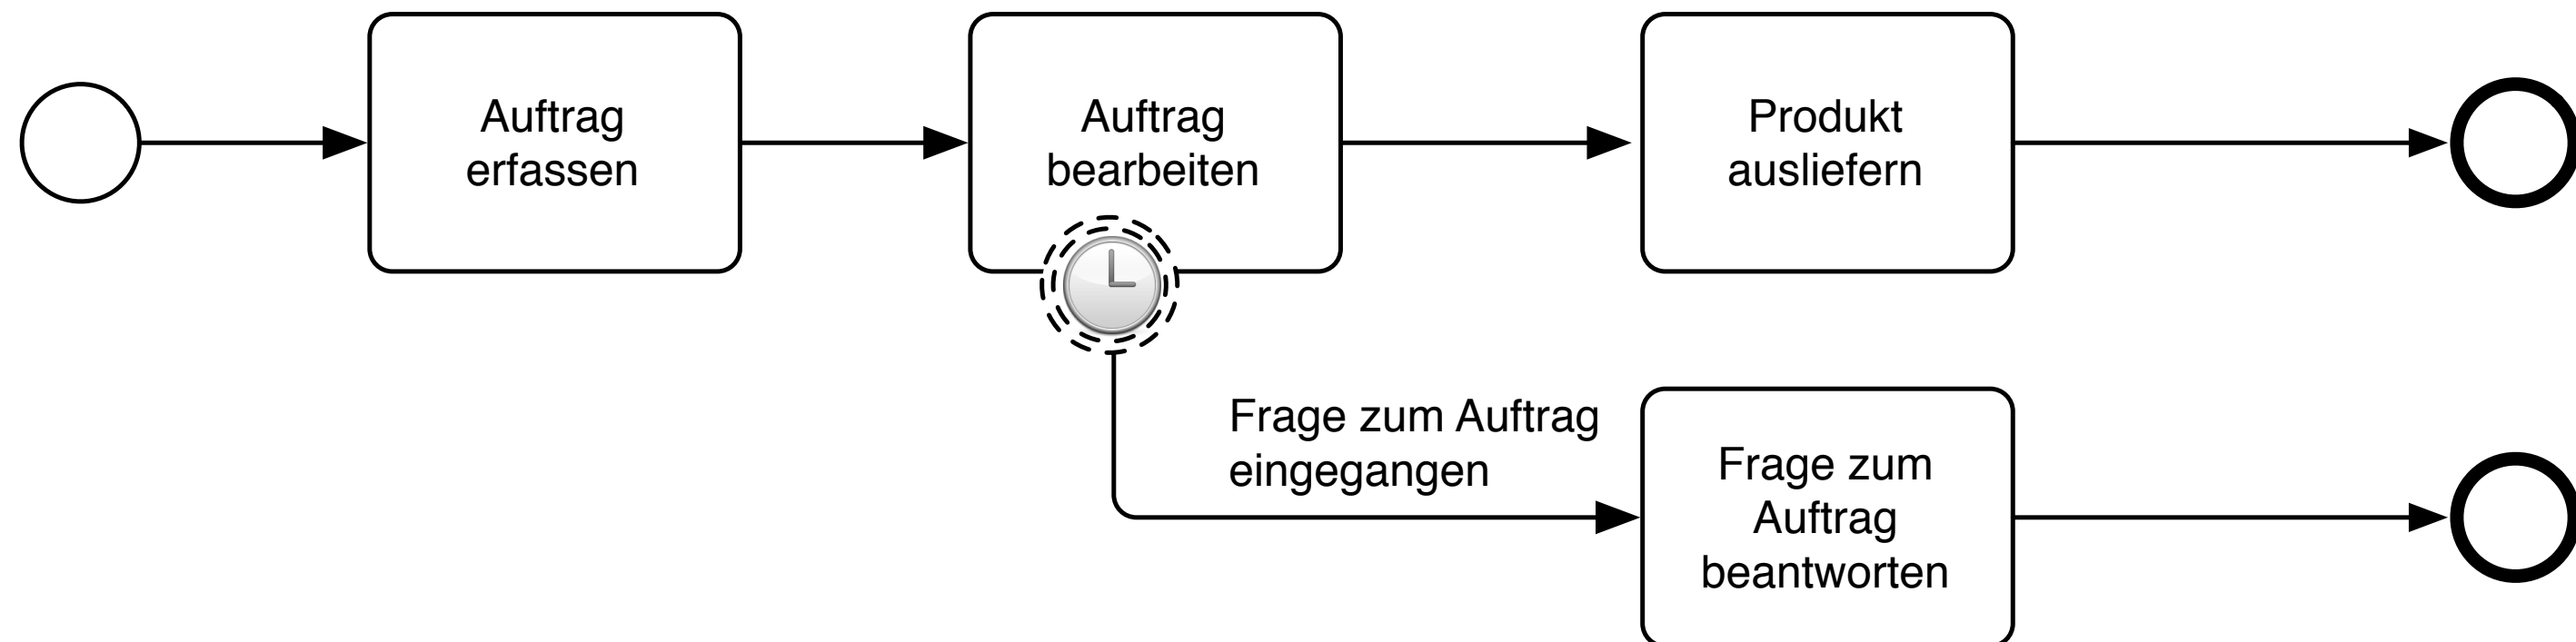 Auftrag
erfassen
Auftrag
bearbeiten
Produkt
ausliefern
Frage zum Auftrag
eingegangen
Frage zum
Auftrag
beantworten